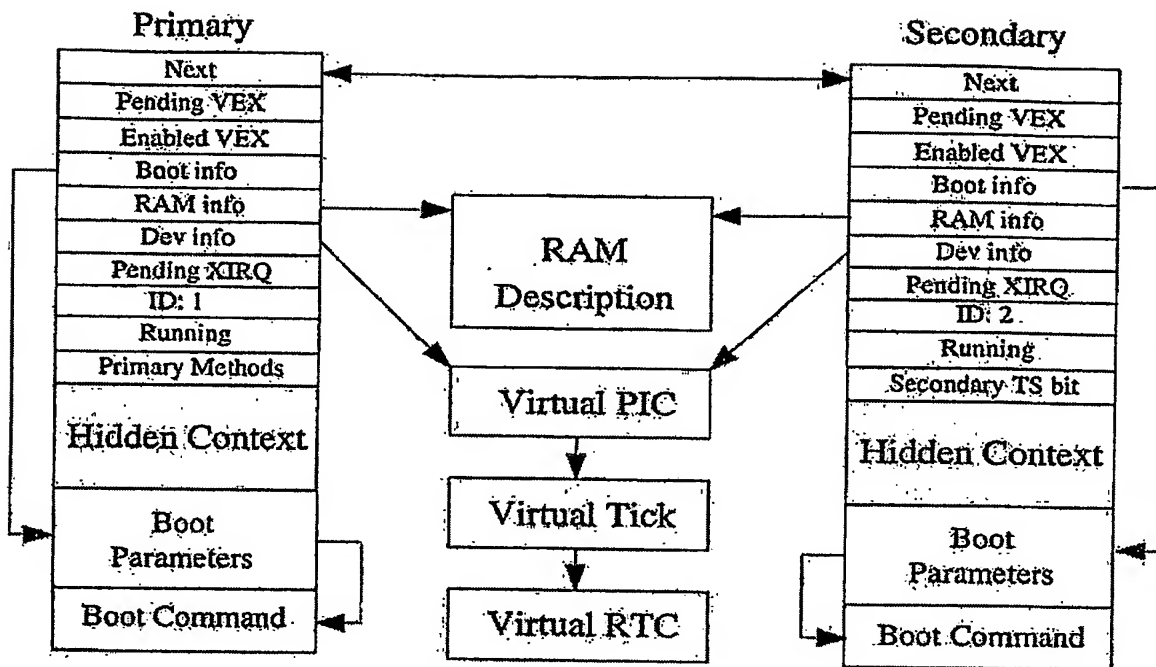 Primary
Next
Pending VEX
Enabled VEX
Boot info
RAM info
Dev info
Pending XIRQ
ID: 1
Running
Primary Methods
Hidden Context
Boot
Parameters
Boot Command
RAM
Description
Virtual PIC
Virtual Tick
Virtual RTC
Secondary
Next
Pending VEX
Enabled VEX
Boot info
RAM info
Dev info
Pending XIRQ
ID: 2
Running
Secondary TS bit
Hidden Context
Boot
Parameters
Boot Command